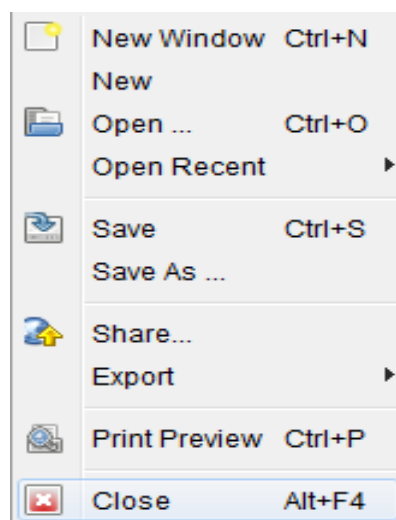 New Window Ctrl+N
New
Open ... Ctrl+O
Open Recent
Save Ctrl+S
Save As ...
Share...
Export
Print Preview Ctrl+P
Close Alt+F4